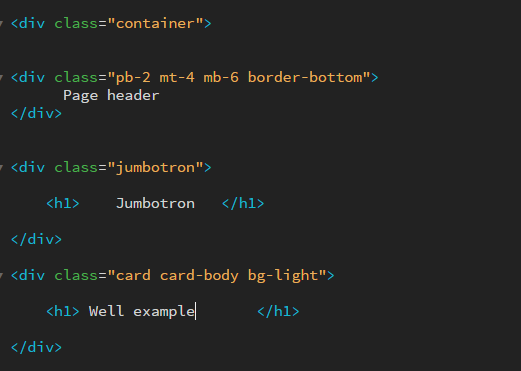 <div class="container">
<div class="pb-2 mt-4 mb-6 border-bottom">
Page header
</div>
<div class="jumbotron">
<h1>    Jumbotron   </h1>
</div>
<div class="card card-body bg-light">
<h1> Well example       </h1>
</div>